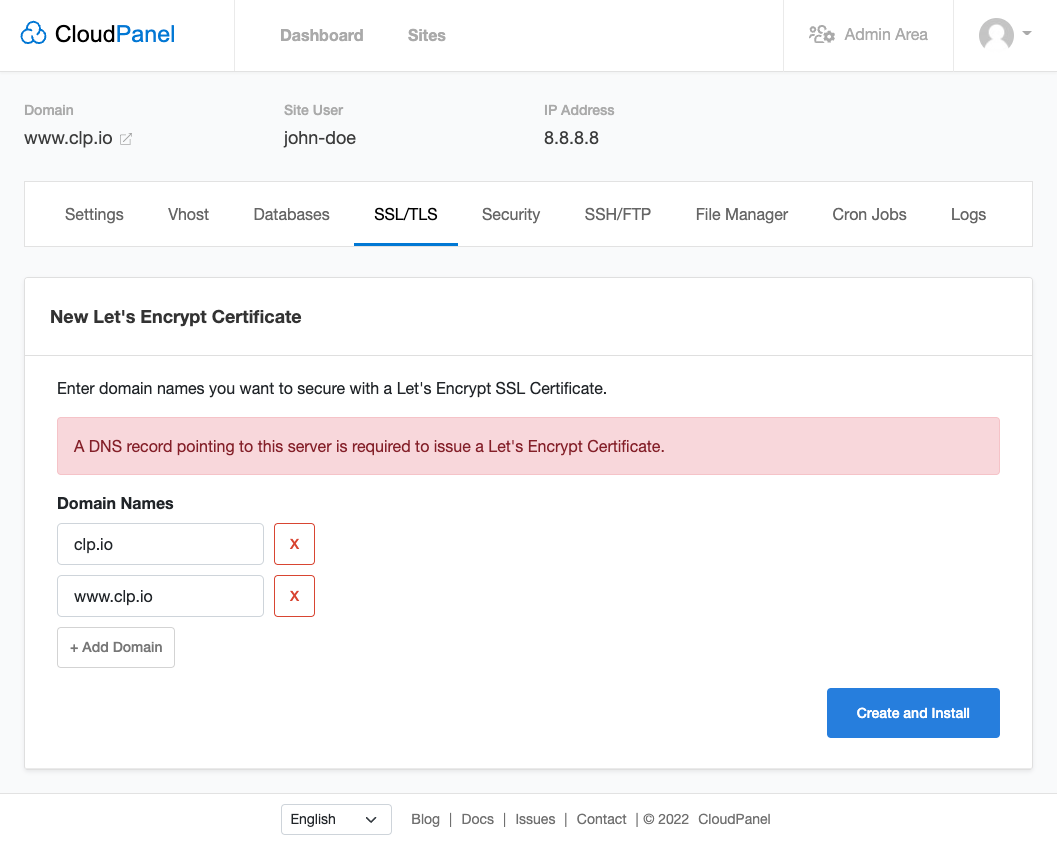 CloudPanel Dashboard Sites Admin Area
Domain Site User IP Address
www.clp.io john-doe 8.8.8.8
Settings Vhost Databases SSL/TLS Security SSH/FTP File Manager Cron Jobs Logs
New Let's Encrypt Certificate
Enter domain names you want to secure with a Let's Encrypt SSL Certificate.
A DNS record pointing to this server is required to issue a Let's Encrypt Certificate.
Domain Names
clp.io X
www.clp.io X
+ Add Domain
Create and Install
English Blog | Docs | Issues | Contact | © 2022 CloudPanel